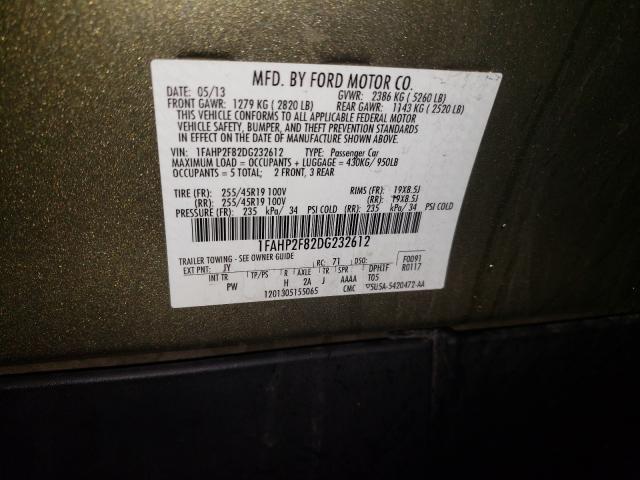 MFD. BY FORD MOTOR CO.
DATE: 05/13 GVWR: 2386 KG ( 5260 LB)
FRONT GAWR: 1279 KG ( 2820 LB) REAR GAWR: 1143 KG ( 2520 LB)
THIS VEHICLE CONFORMS TO ALL APPLICABLE FEDERAL MOTOR
VEHICLE SAFETY, BUMPER, AND THEFT PREVENTION STANDARDS
IN EFFECT ON THE DATE OF MANUFACTURE SHOWN ABOVE.
VIN: 1FAHP2F82DG232612 TYPE: Passenger Car
MAXIMUM LOAD = OCCUPANTS + LUGGAGE = 430KG/ 950LB
OCCUPANTS = 5 TOTAL; 2 FRONT, 3 REAR
TIRE (FR): 255/45R19 100V RIMS (FR): 19X8.5J
(RR): 255/45R19 100V (RR): 19X8.5J
PRESSURE (FR): 235 kPa/ 34 PSI COLD (RR): 235 kPa/ 34 PSI COLD
1FAHP2F82DG232612
TRAILER TOWING - SEE OWNER GUIDE
EXT PNT: JY RC: 71 DPHIF F0091
INT TR TP/PS R AXLE TR SPR T05 R0117
PW H 2A J AAAA
1201305155065 CMC 5U5A-5420472-AA